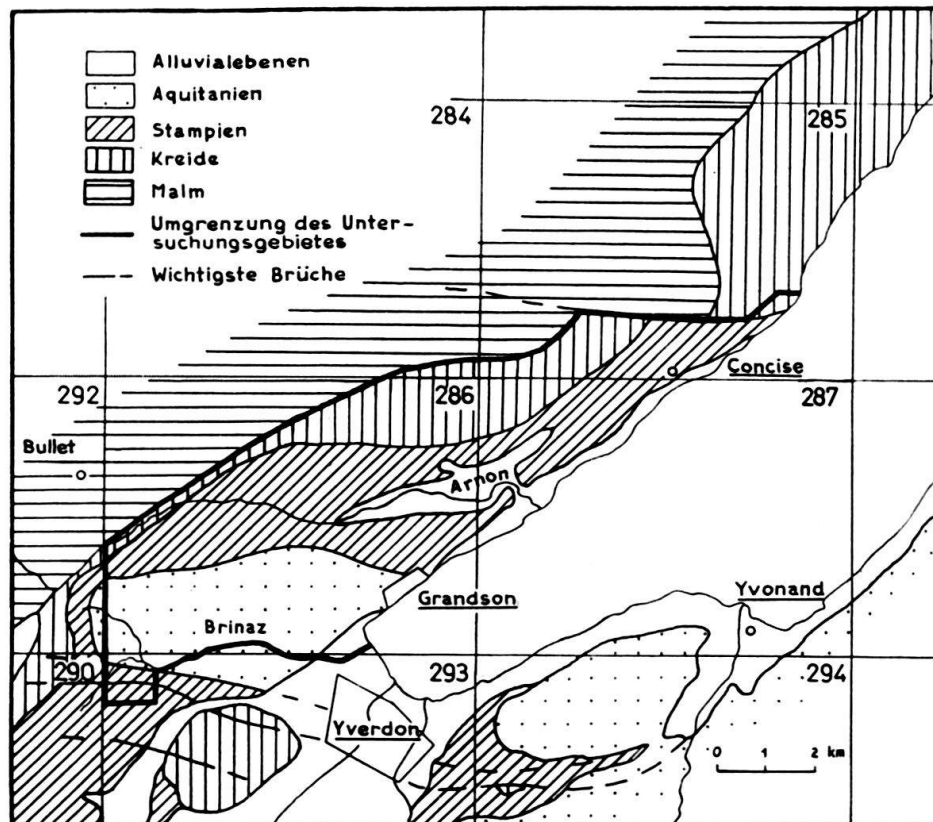 Alluvialebenen
Aquitanien
Stampien
Kreide
Malm
Umgrenzung des Unter-
suchungsgebietes
Wichtigste Brüche
284
285
292
286
287
Concise
Bullet
Arnon
Grandson
Yvonand
Brinaz
290
293
294
Yverdon
0 1 2 km